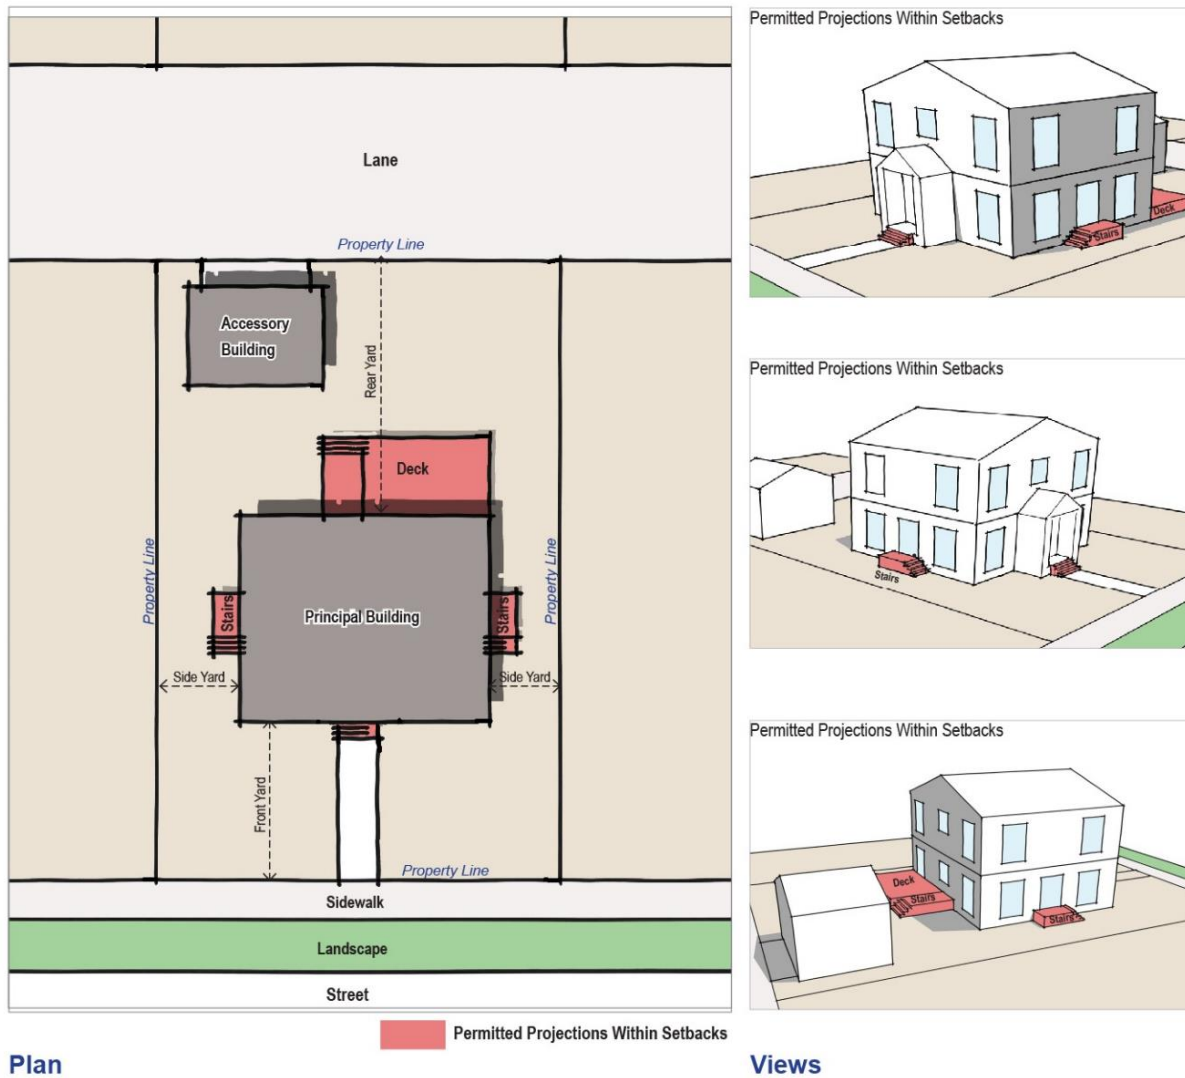 Lane
Property Line
Accessory
Building
Rear Yard
Deck
Property Line
Property Line
Stairs
Principal Building
Stairs
Side Yard
Side Yard
Front Yard
Property Line
Sidewalk
Landscape
Street
Permitted Projections Within Setbacks
Plan
Permitted Projections Within Setbacks
Deck
Stairs
Permitted Projections Within Setbacks
Stairs
Permitted Projections Within Setbacks
Deck
Stairs
Stairs
Views